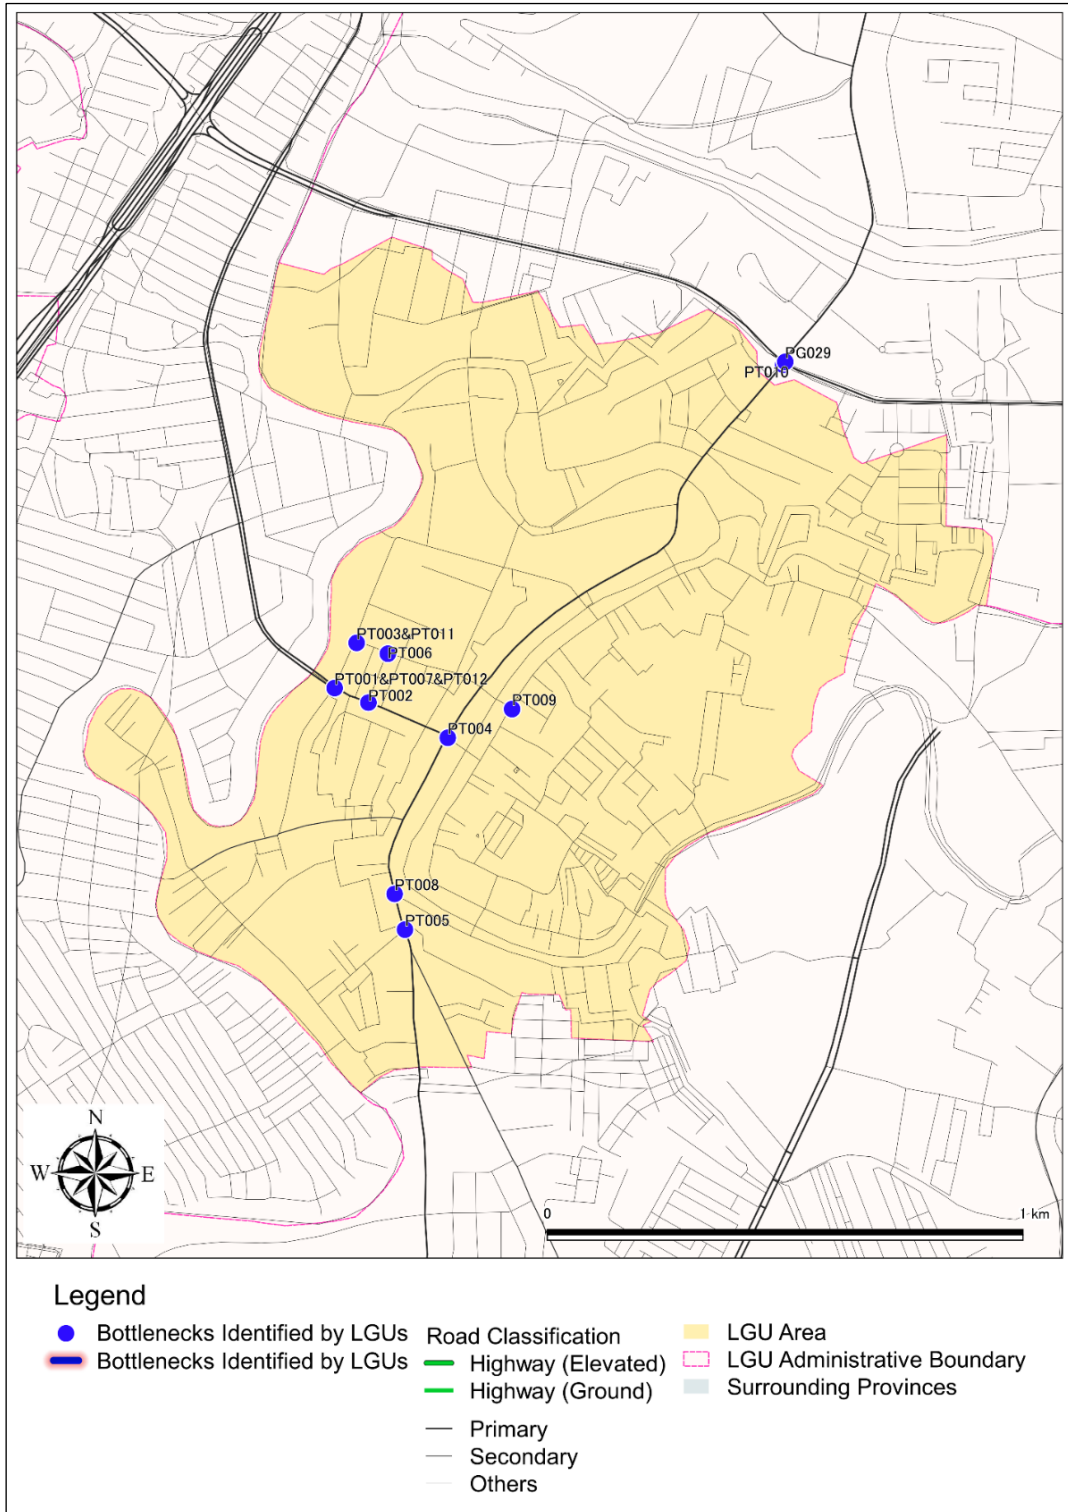 PG029
PT010
PT003&PT011
PT006
PT001&PT007&PT012
PT002
PT009
PT004
PT008
PT005
N
W E
S
0 1 km
Legend
Bottlenecks Identified by LGUs
Bottlenecks Identified by LGUs
Road Classification
Highway (Elevated)
Highway (Ground)
Primary
Secondary
Others
LGU Area
LGU Administrative Boundary
Surrounding Provinces